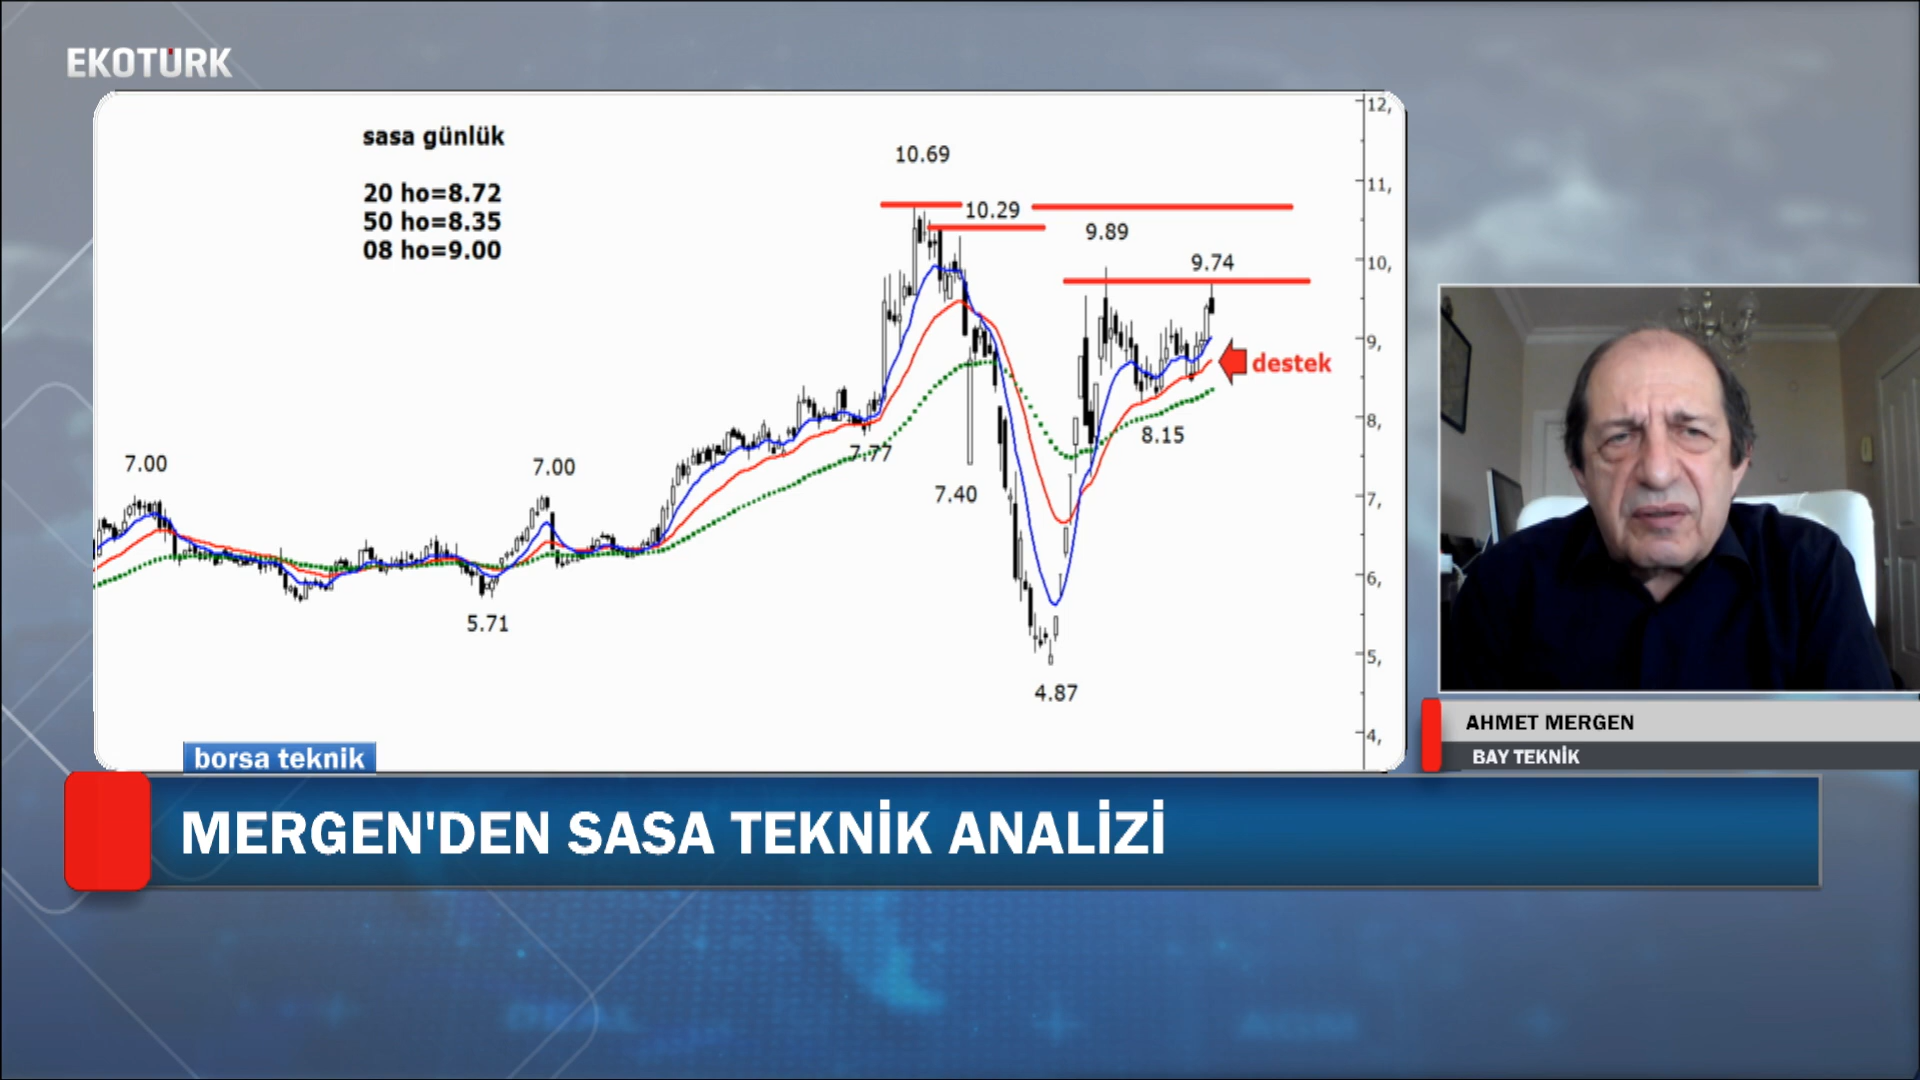 EKOTÜRK
sasa günlük
20 ho=8.72
50 ho=8.35
08 ho=9.00
10.69
10.29
9.89
9.74
destek
8.15
7.77
7.40
7.00
7.00
5.71
4.87
12,
11,
10,
9,
8,
7,
6,
5,
4,
AHMET MERGEN
BAY TEKNİK
borsa teknik
MERGEN'DEN SASA TEKNİK ANALİZİ